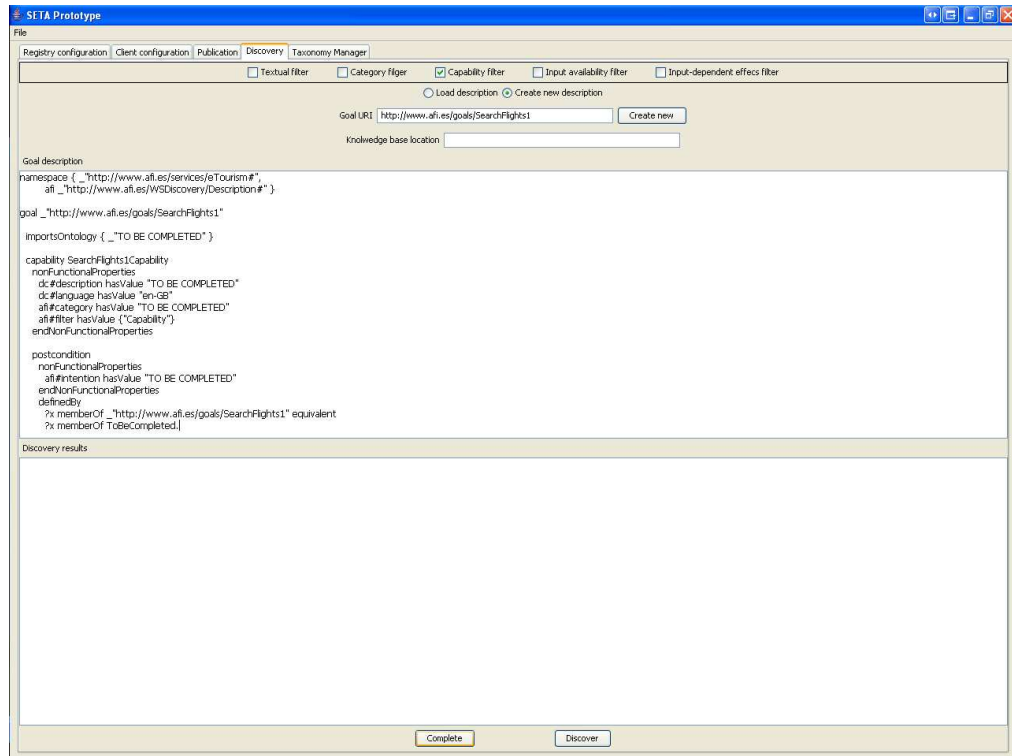 SETA Prototype
File
Registry configuration Client configuration Publication Discovery Taxonomy Manager
Textual filter Category filger Capability filter Input availability filter Input-dependent effecs filter
Load description Create new description
Goal URI http://www.afi.es/goals/SearchFlights1 Create new
Knolwedge base location
Goal description
namespace { _"http://www.afi.es/services/eTourism#",
afi _"http://www.afi.es/WSDiscovery/Description#" }
goal _"http://www.afi.es/goals/SearchFlights1"
importsOntology { _"TO BE COMPLETED" }
capability SearchFlights1Capability
nonFunctionalProperties
dc#description hasValue "TO BE COMPLETED"
dc#language hasValue "en-GB"
afi#category hasValue "TO BE COMPLETED"
afi#filter hasValue {"Capability"}
endNonFunctionalProperties
postcondition
nonFunctionalProperties
afi#intention hasValue "TO BE COMPLETED"
endNonFunctionalProperties
definedBy
?x memberOf _"http://www.afi.es/goals/SearchFlights1" equivalent
?x memberOf ToBeCompleted.
Discovery results
Complete Discover